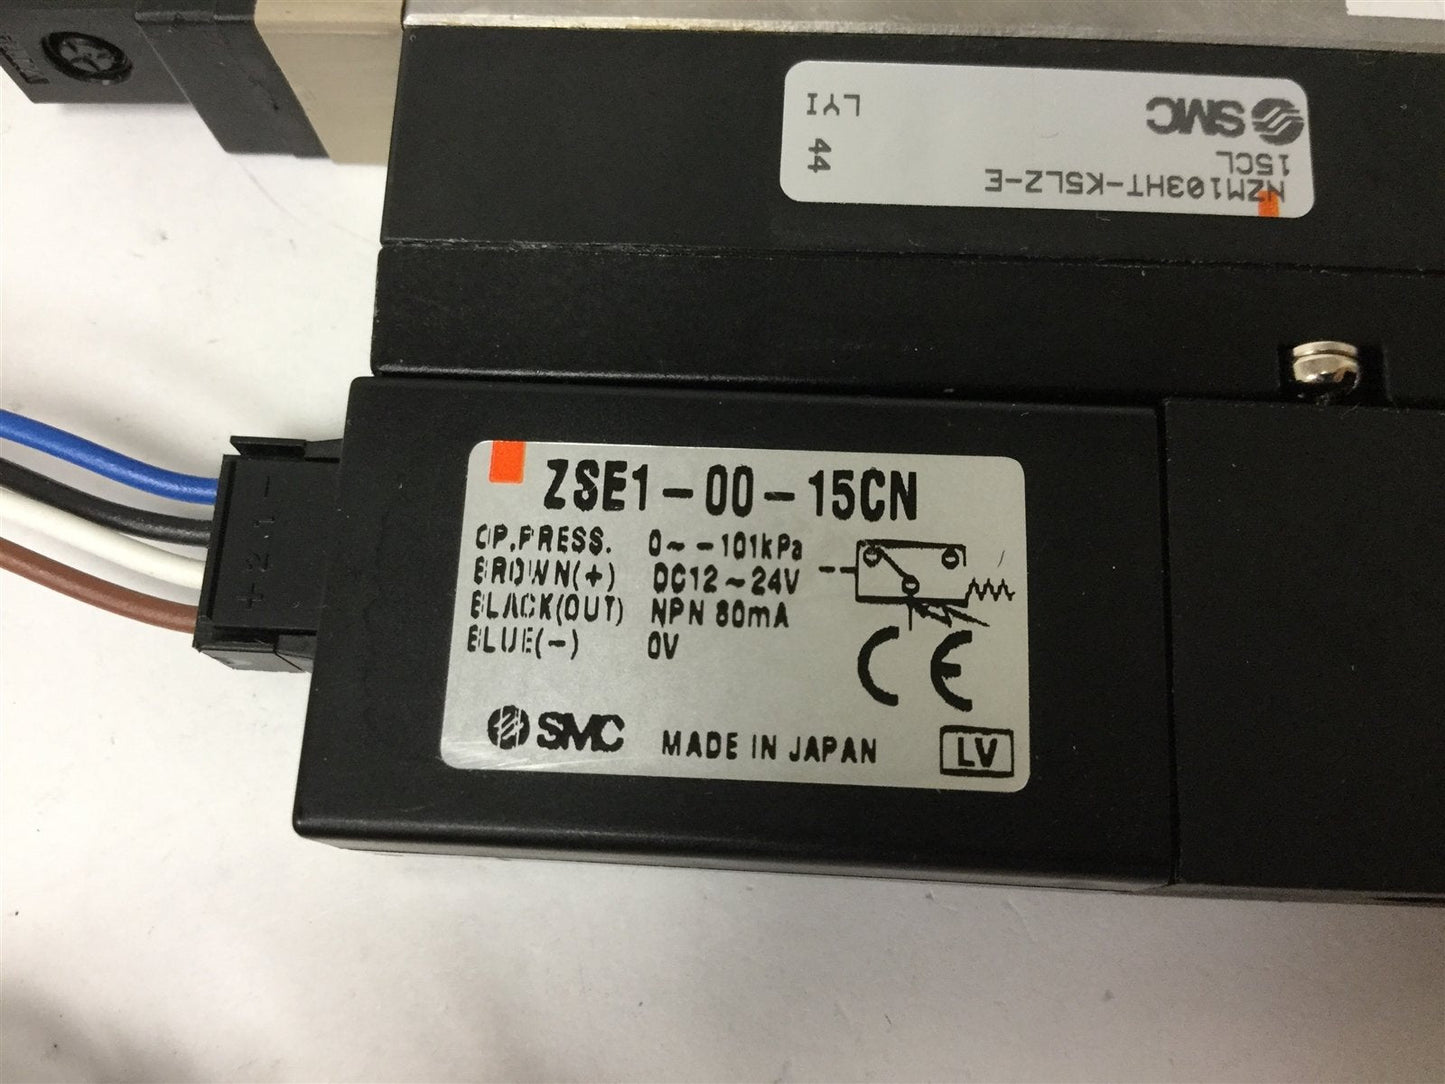 SMC
NZM103HT-K5LZ-E
15CL
44
LYI
- 1 2 +
ZSE1-00-15CN
OP.PRESS. 0~-101kPa
BROWN(+) DC12~24V
BLACK(OUT) NPN 80mA
BLUE(-) 0V
CE
SMC MADE IN JAPAN LV